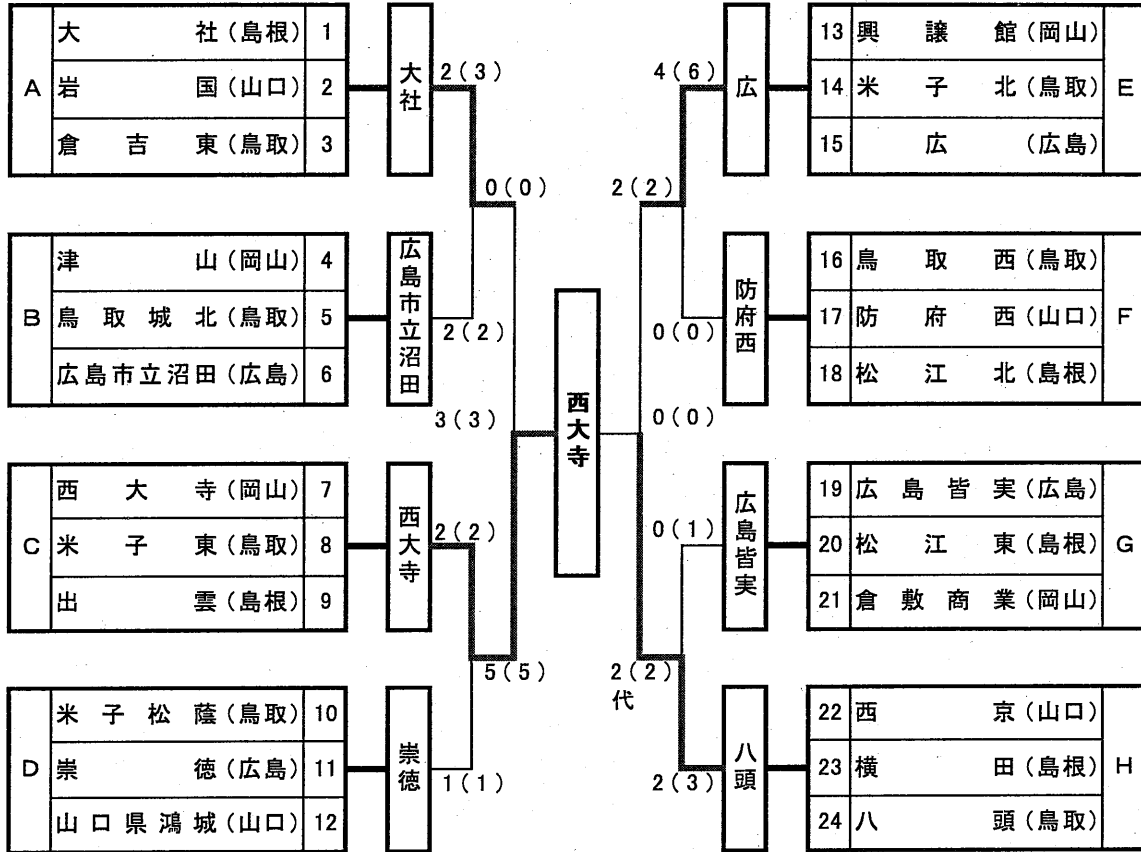 A
大社(島根) 1
岩国(山口) 2
倉吉東(鳥取) 3
大社
2(3)
0(0)
B
津山(岡山) 4
鳥取城北(鳥取) 5
広島市立沼田(広島) 6
広島市立沼田
2(2)
3(3)
C
西大寺(岡山) 7
米子東(鳥取) 8
出雲(島根) 9
西大寺
2(2)
5(5)
D
米子松蔭(鳥取) 10
崇徳(広島) 11
山口県鴻城(山口) 12
崇徳
1(1)
西大寺
4(6)
広
13 興譲館(岡山)
14 米子北(鳥取)
15 広(広島)
E
2(2)
0(0)
防府西
16 鳥取西(鳥取)
17 防府西(山口)
18 松江北(島根)
F
0(0)
0(1)
広島皆実
19 広島皆実(広島)
20 松江東(島根)
21 倉敷商業(岡山)
G
2(2)
代
2(3)
八頭
22 西京(山口)
23 横田(島根)
24 八頭(鳥取)
H